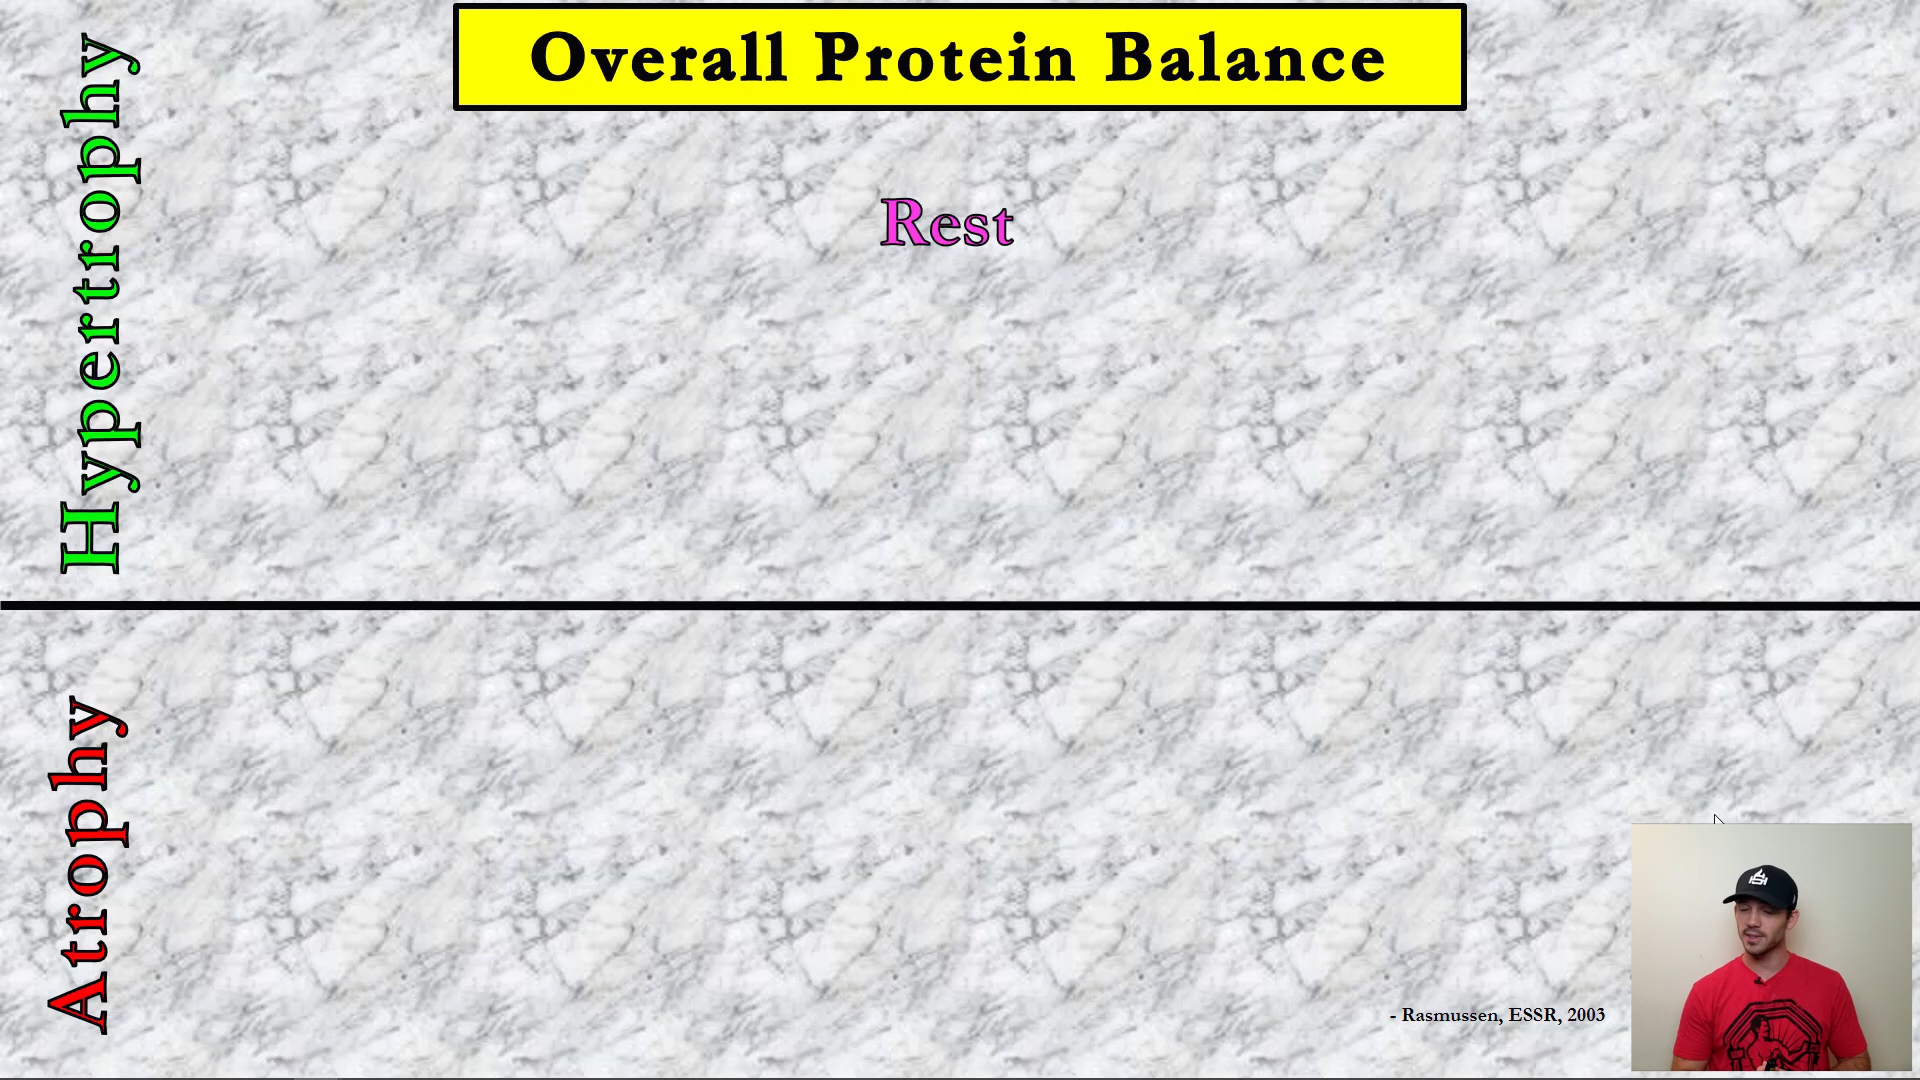 Overall Protein Balance
Hypertrophy
Rest
Atrophy
- Rasmussen, ESSR, 2003